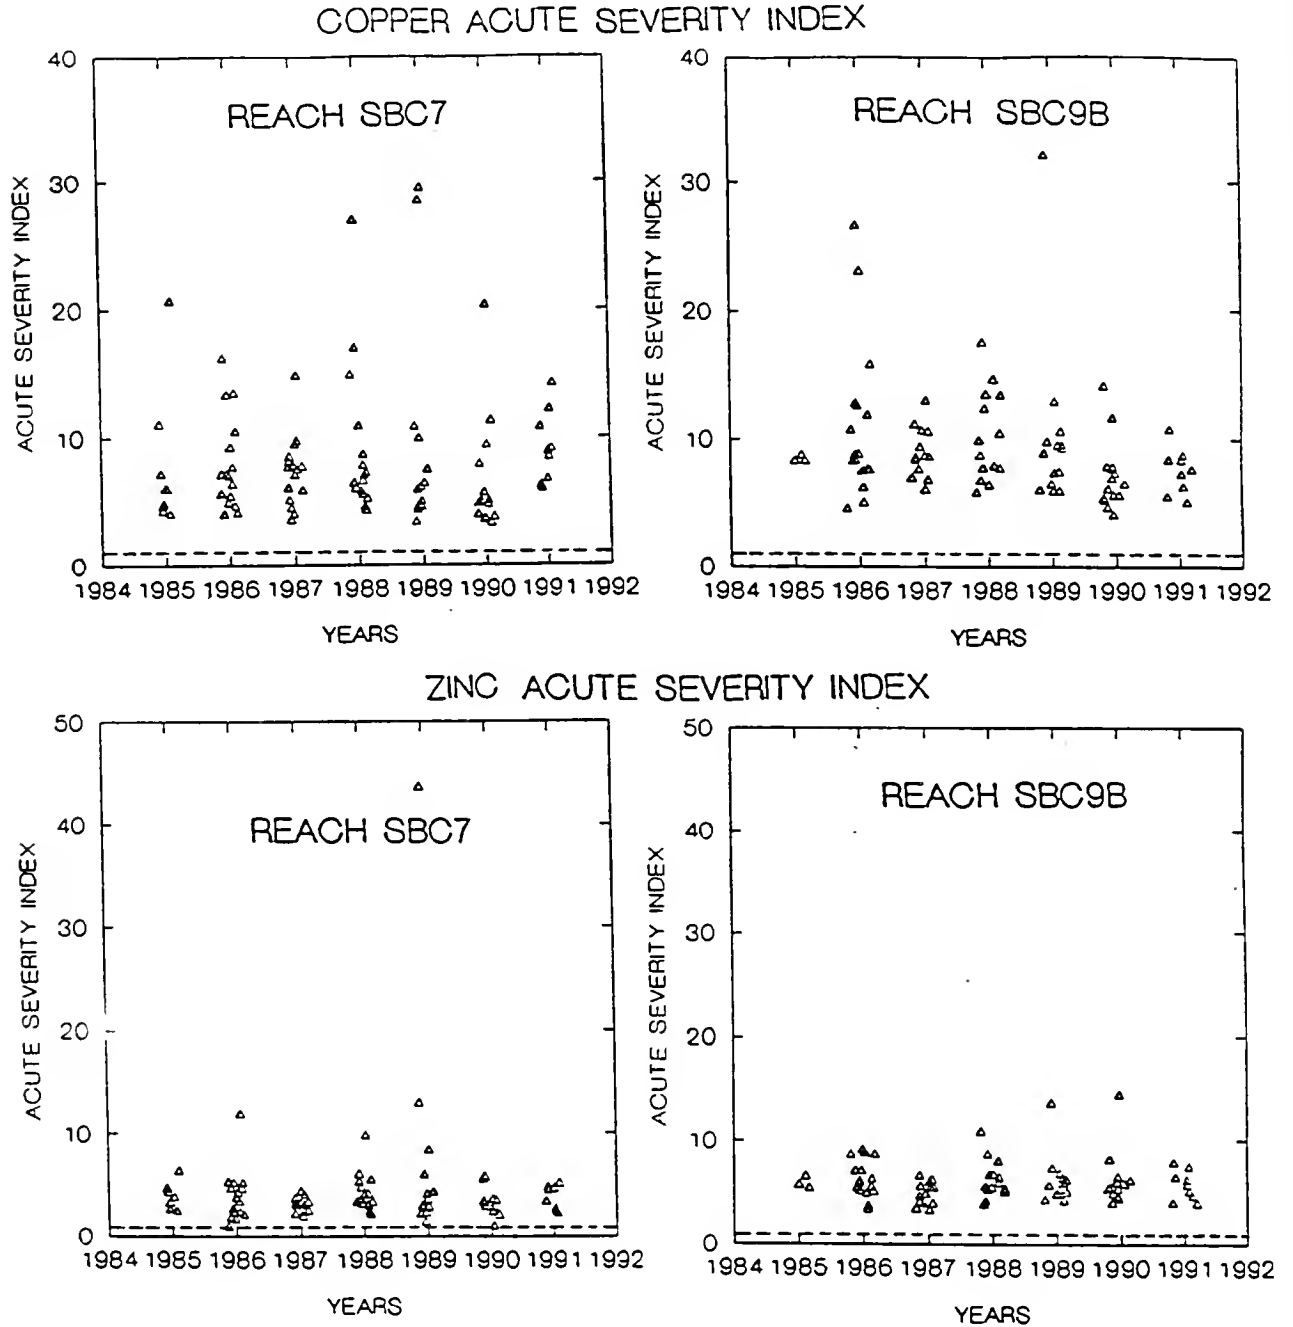 COPPER ACUTE SEVERITY INDEX
REACH SBC7
ACUTE SEVERITY INDEX
40
30
20
10
0
1984 1985 1986 1987 1988 1989 1990 1991 1992
YEARS
REACH SBC9B
ACUTE SEVERITY INDEX
40
30
20
10
0
1984 1985 1986 1987 1988 1989 1990 1991 1992
YEARS
ZINC ACUTE SEVERITY INDEX
REACH SBC7
ACUTE SEVERITY INDEX
50
40
30
20
10
0
1984 1985 1986 1987 1988 1989 1990 1991 1992
YEARS
REACH SBC9B
ACUTE SEVERITY INDEX
50
40
30
20
10
0
1984 1985 1986 1987 1988 1989 1990 1991 1992
YEARS